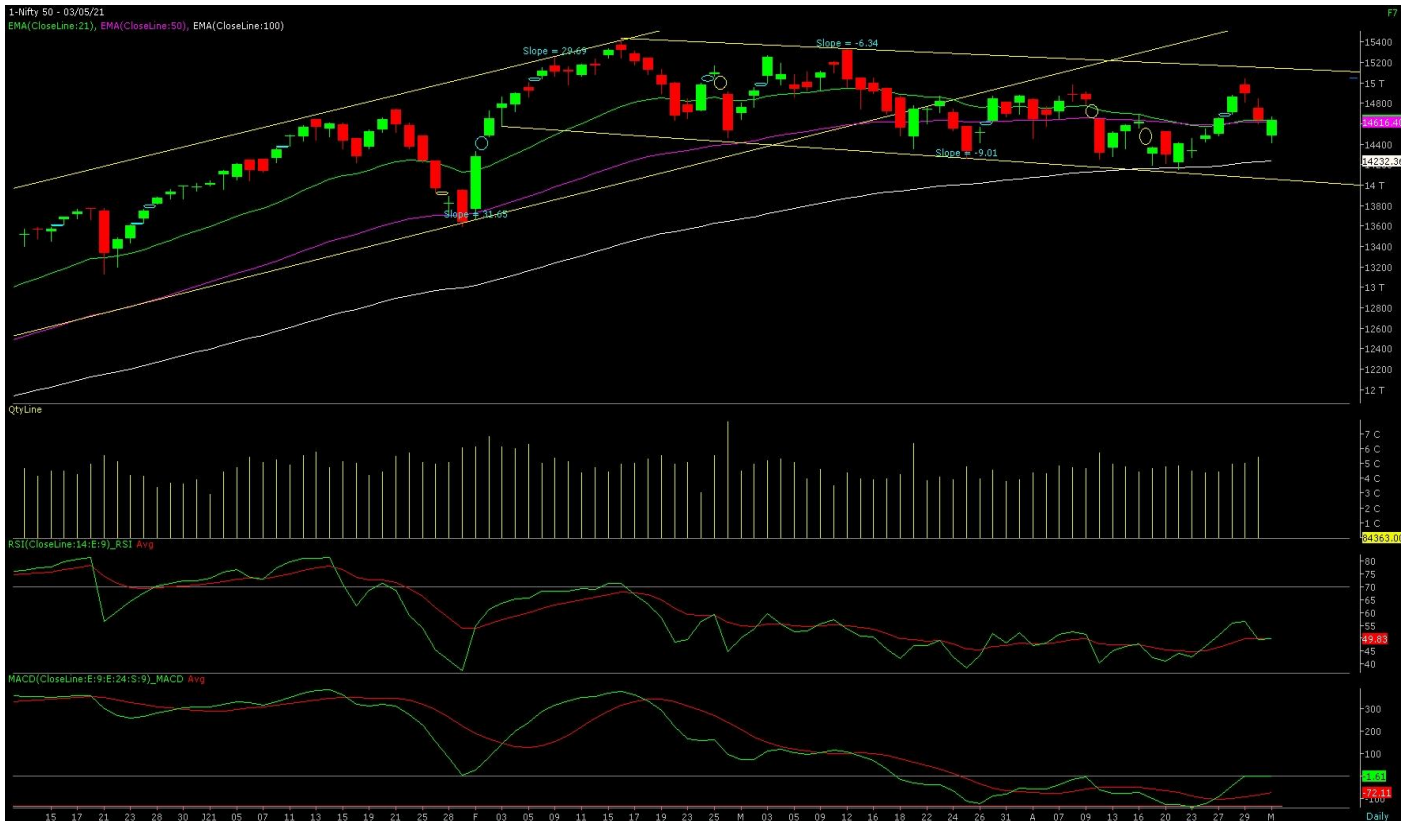 1-Nifty 50 - 03/05/21
F7
EMA(CloseLine:21), EMA(CloseLine:50), EMA(CloseLine:100)
Slope = 29.69
Slope = -6.34
Slope = -9.01
Slope = 31.65
15400
15200
15 T
14800
14616.40
14400
14232.36
14 T
13800
13600
13400
13200
13 T
12800
12600
12400
12200
12 T
QtyLine
7 C
6 C
5 C
4 C
3 C
2 C
1 C
84363.00
RSI(CloseLine:14:E:9)_RSI Avg
80
75
70
65
60
55
49.83
45
40
MACD(CloseLine:E:9:E:24:S:9)_MACD Avg
300
200
100
-1.61
-72.11
-100
15 17 21 23 28 30 J21 05 07 11 13 15 19 21 25 28 F 03 05 09 11 15 17 19 23 25 M 03 05 09 12 16 18 22 24 26 31 A 07 09 12 16 20 23 27 29 M
Daily